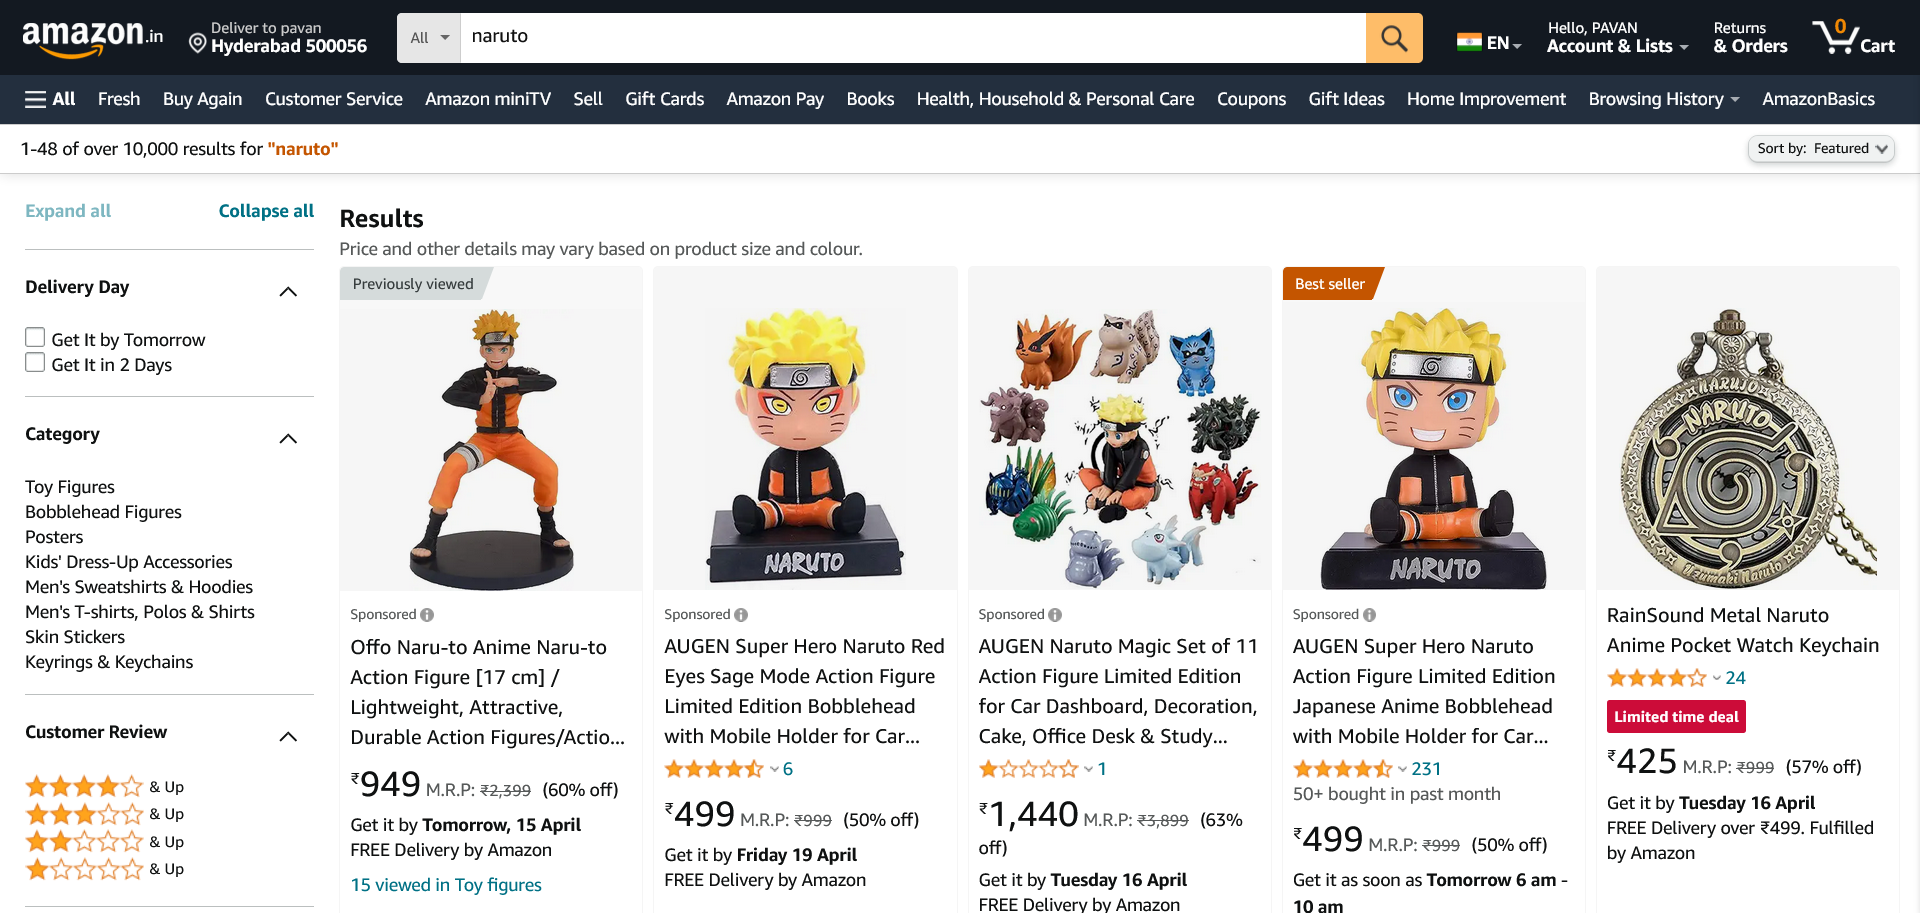 amazon.in
Deliver to pavan
Hyderabad 500056
All
naruto
EN
Hello, PAVAN
Account & Lists
Returns
& Orders
0
Cart
All
Fresh
Buy Again
Customer Service
Amazon miniTV
Sell
Gift Cards
Amazon Pay
Books
Health, Household & Personal Care
Coupons
Gift Ideas
Home Improvement
Browsing History
AmazonBasics
1-48 of over 10,000 results for "naruto"
Sort by: Featured
Expand all
Collapse all
Delivery Day
Get It by Tomorrow
Get It in 2 Days
Category
Toy Figures
Bobblehead Figures
Posters
Kids' Dress-Up Accessories
Men's Sweatshirts & Hoodies
Men's T-shirts, Polos & Shirts
Skin Stickers
Keyrings & Keychains
Customer Review
& Up
& Up
& Up
& Up
Results
Price and other details may vary based on product size and colour.
Previously viewed
Sponsored
Offo Naru-to Anime Naru-to
Action Figure [17 cm] /
Lightweight, Attractive,
Durable Action Figures/Actio...
₹949 M.R.P: ₹2,399 (60% off)
Get it by Tomorrow, 15 April
FREE Delivery by Amazon
15 viewed in Toy figures
NARUTO
Sponsored
AUGEN Super Hero Naruto Red
Eyes Sage Mode Action Figure
Limited Edition Bobblehead
with Mobile Holder for Car...
6
₹499 M.R.P: ₹999 (50% off)
Get it by Friday 19 April
FREE Delivery by Amazon
Sponsored
AUGEN Naruto Magic Set of 11
Action Figure Limited Edition
for Car Dashboard, Decoration,
Cake, Office Desk & Study...
1
₹1,440 M.R.P: ₹3,899 (63%
off)
Get it by Tuesday 16 April
FREE Delivery by Amazon
Best seller
NARUTO
Sponsored
AUGEN Super Hero Naruto
Action Figure Limited Edition
Japanese Anime Bobblehead
with Mobile Holder for Car...
231
50+ bought in past month
₹499 M.R.P: ₹999 (50% off)
Get it as soon as Tomorrow 6 am -
10 am
NARUTO
NARUTO
Uzumaki Naruto
RainSound Metal Naruto
Anime Pocket Watch Keychain
24
Limited time deal
₹425 M.R.P: ₹999 (57% off)
Get it by Tuesday 16 April
FREE Delivery over ₹499. Fulfilled
by Amazon